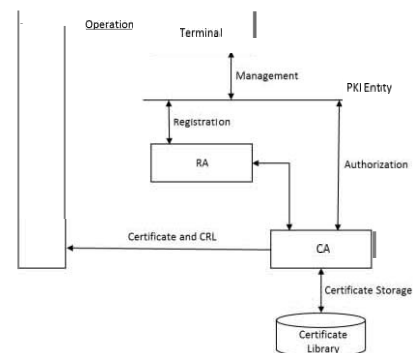 Operation
Terminal
Management
PKI Entity
Registration
RA
Authorization
Certificate and CRL
CA
Certificate Storage
Certificate
Library